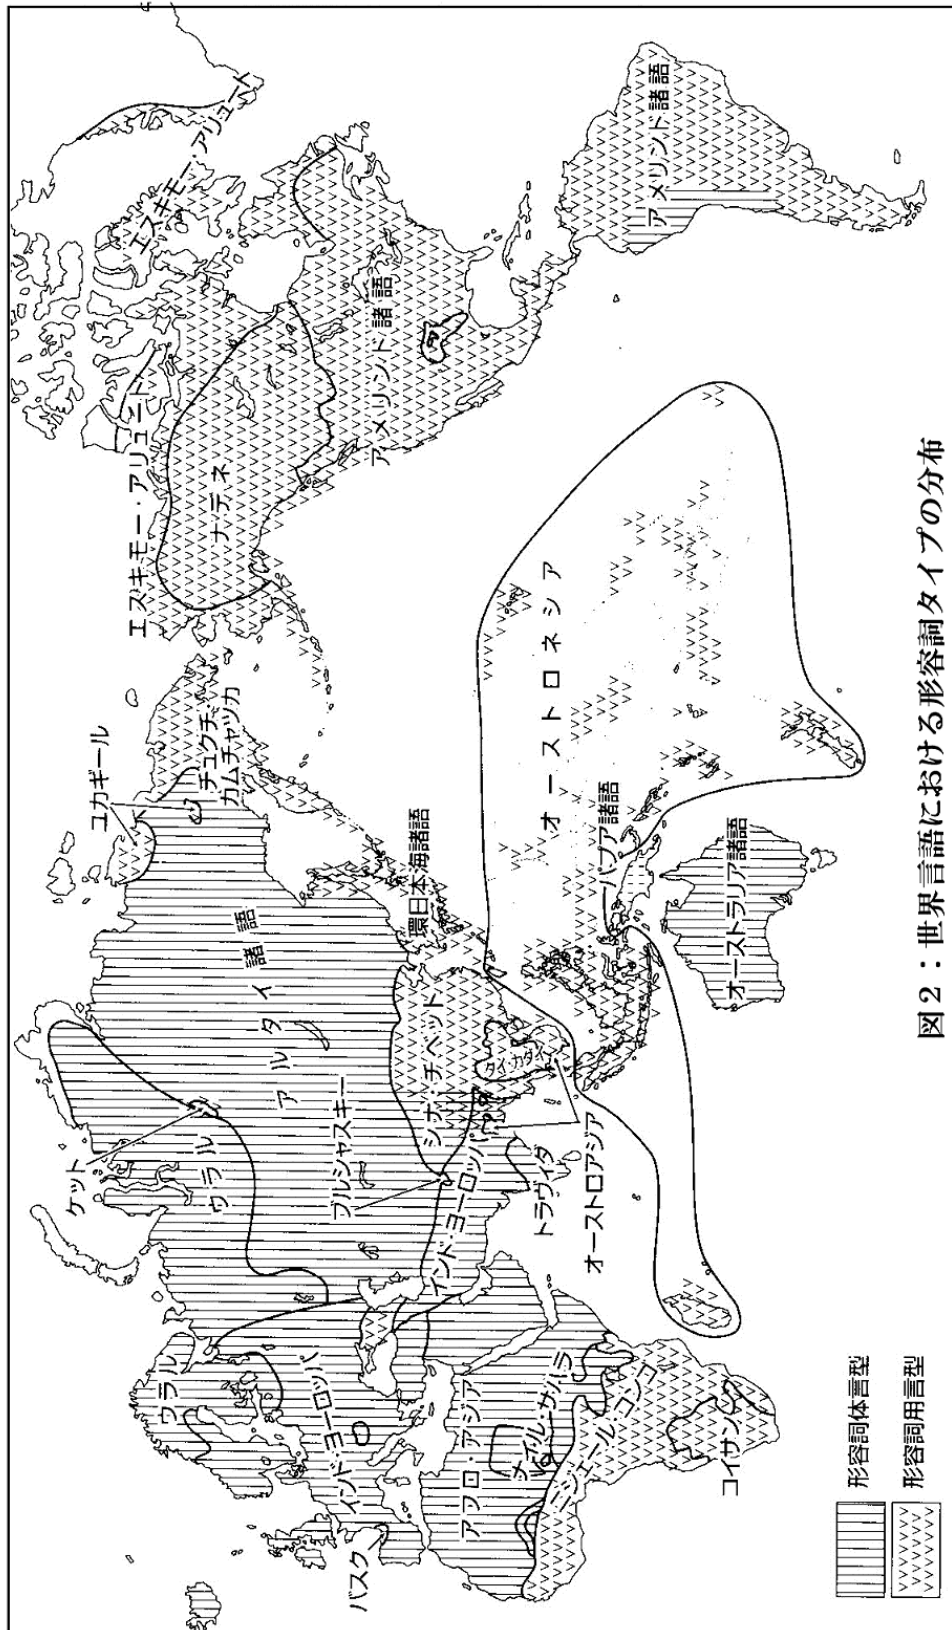 エスキモー・アリュート
エスキモー・アリュート
ナデネ
アメリンド諸語
アメリンド諸語
ユカギール
チュクチ・
カムチャツカ
ケット
ウラル
アルタイ諸語
ブルシャスキー
環日本海諸語
シナ・チベット
タイ・カダイ
インド・ヨーロッパ
ドラヴィダ
オーストロアジア
オーストロネシア
パプア諸語
オーストラリア諸語
ウラル
インド・ヨーロッパ
バスク
アフロ・アジア
ナイル・サハラ
ニジェール・コンゴ
コイサン
形容詞体言型
形容詞用言型
図2：世界言語における形容詞タイプの分布